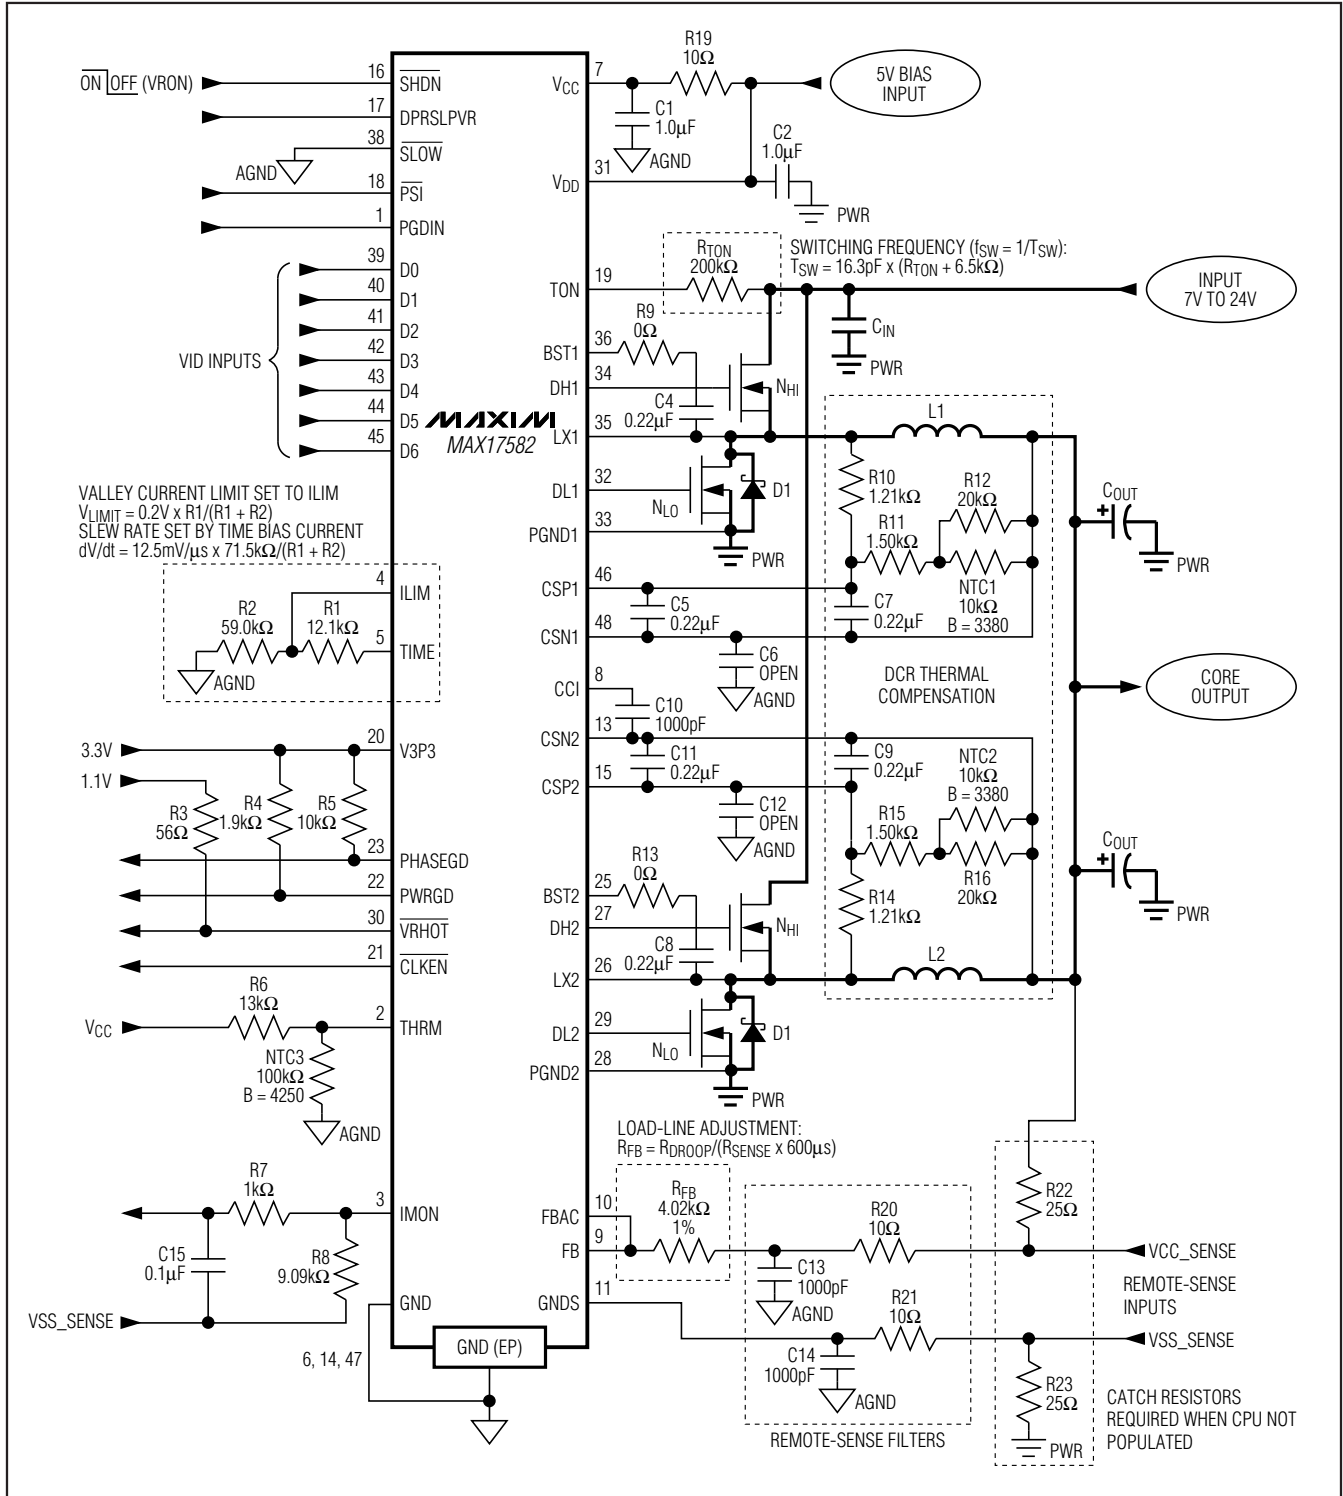 ON OFF (VRON)
16
SHDN
17
DPRSLPVR
38
SLOW
AGND
18
PSI
1
PGDIN
39
D0
40
D1
41
D2
42
D3
43
D4
44
D5
45
D6
VID INPUTS
MAXIM
MAX17582
VALLEY CURRENT LIMIT SET TO ILIM
VLIMIT = 0.2V x R1/(R1 + R2)
SLEW RATE SET BY TIME BIAS CURRENT
dV/dt = 12.5mV/µs x 71.5kΩ/(R1 + R2)
4
ILIM
R2
59.0kΩ
R1
12.1kΩ
5
TIME
AGND
3.3V
20
V3P3
1.1V
R3
56Ω
R4
1.9kΩ
R5
10kΩ
23
PHASEGD
22
PWRGD
30
VRHOT
21
CLKEN
R6
13kΩ
VCC
2
THRM
NTC3
100kΩ
B = 4250
AGND
R7
1kΩ
3
IMON
C15
0.1µF
R8
9.09kΩ
VSS_SENSE
GND
6, 14, 47
GND (EP)
R19
10Ω
7
VCC
5V BIAS
INPUT
C1
1.0µF
AGND
C2
1.0µF
31
VDD
PWR
RTON
200kΩ
SWITCHING FREQUENCY (fSW = 1/TSW):
TSW = 16.3pF x (RTON + 6.5kΩ)
19
TON
INPUT
7V TO 24V
CIN
PWR
R9
0Ω
36
BST1
34
DH1
NHI
C4
0.22µF
35
LX1
L1
32
DL1
NLO
D1
33
PGND1
PWR
R10
1.21kΩ
R12
20kΩ
R11
1.50kΩ
NTC1
10kΩ
B = 3380
COUT
PWR
46
CSP1
C5
0.22µF
C7
0.22µF
48
CSN1
C6
OPEN
AGND
8
CCI
C10
1000pF
DCR THERMAL
COMPENSATION
CORE
OUTPUT
13
CSN2
C11
0.22µF
C9
0.22µF
NTC2
10kΩ
B = 3380
15
CSP2
C12
OPEN
AGND
R15
1.50kΩ
R16
20kΩ
R14
1.21kΩ
COUT
PWR
R13
0Ω
25
BST2
27
DH2
NHI
C8
0.22µF
26
LX2
L2
29
DL2
NLO
D1
28
PGND2
PWR
LOAD-LINE ADJUSTMENT:
RFB = RDROOP/(RSENSE x 600µs)
RFB
4.02kΩ
1%
10
FBAC
9
FB
R20
10Ω
R22
25Ω
VCC_SENSE
C13
1000pF
AGND
REMOTE-SENSE
INPUTS
11
GNDS
R21
10Ω
VSS_SENSE
C14
1000pF
AGND
R23
25Ω
PWR
CATCH RESISTORS
REQUIRED WHEN CPU NOT
POPULATED
REMOTE-SENSE FILTERS